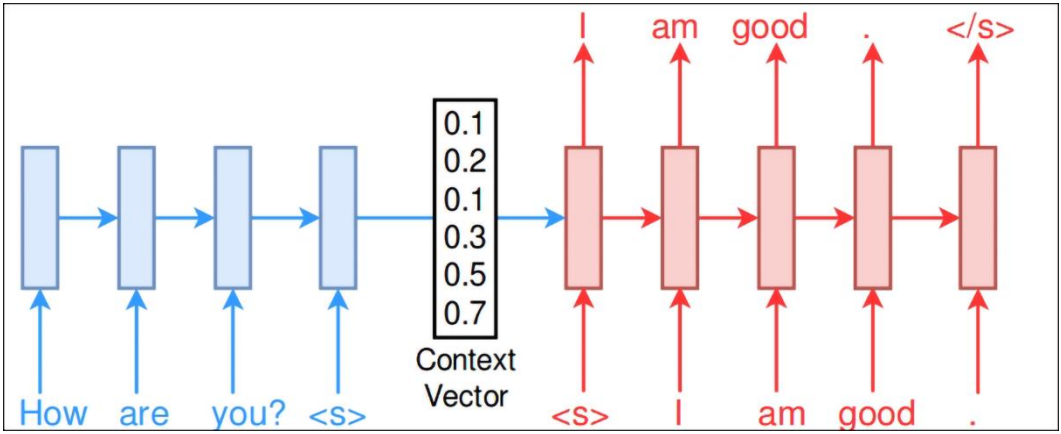 I am good . </s>
0.1
0.2
0.1
0.3
0.5
0.7
Context
Vector
How are you? <s>
<s> I am good .